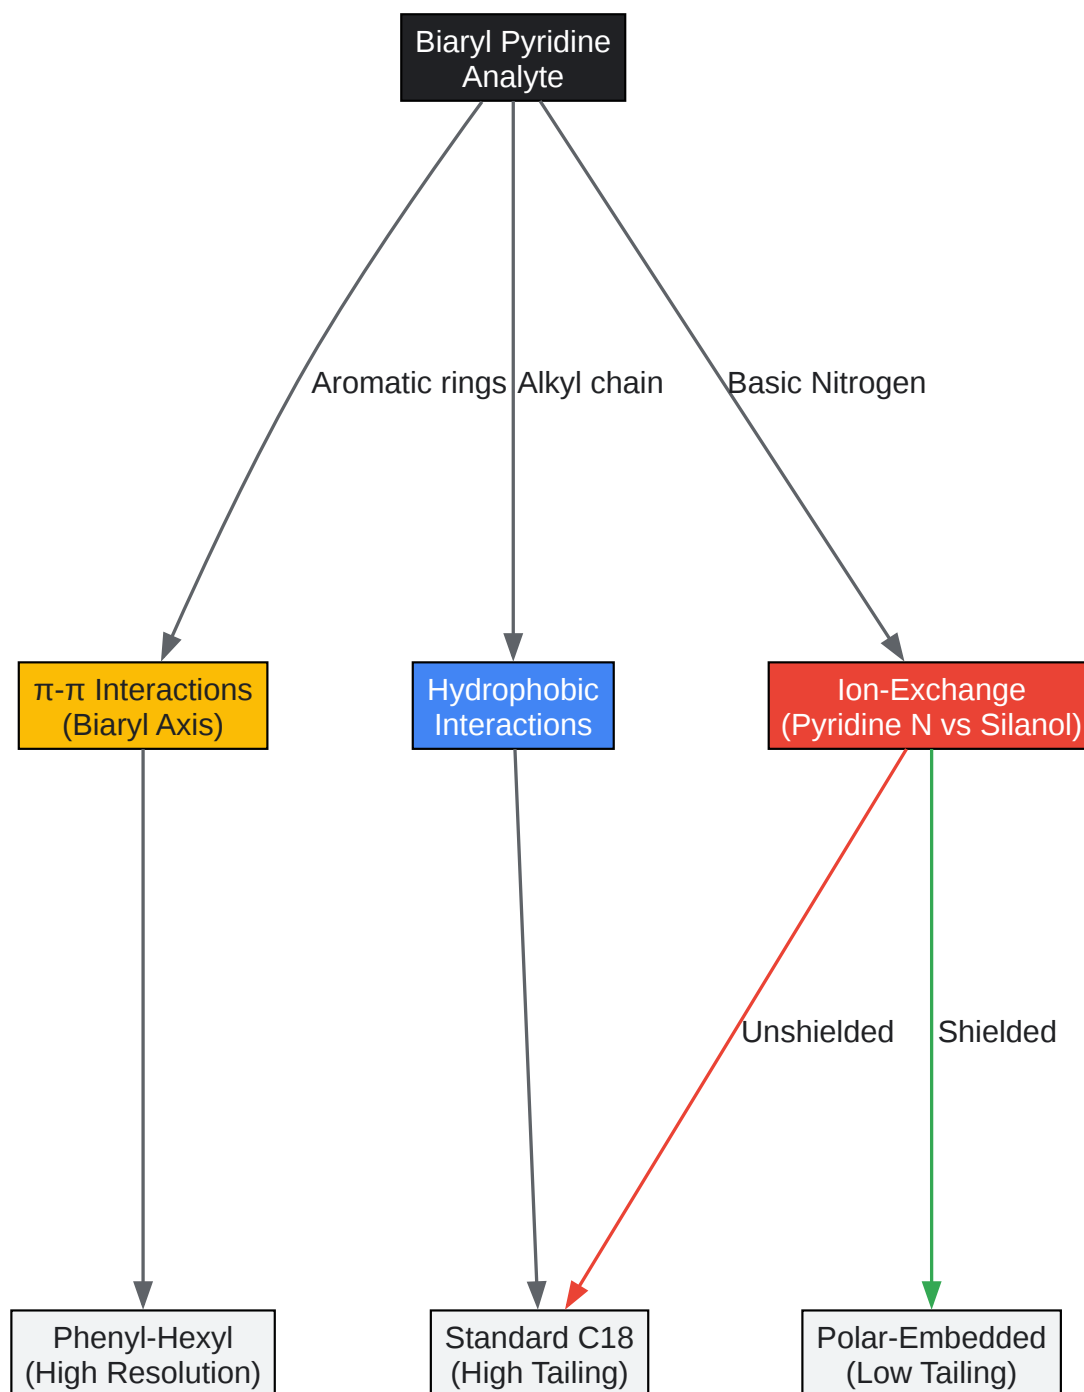 Biaryl Pyridine
Analyte
Aromatic rings
Alkyl chain
Basic Nitrogen
π-π Interactions
(Biaryl Axis)
Hydrophobic
Interactions
Ion-Exchange
(Pyridine N vs Silanol)
Unshielded
Shielded
Phenyl-Hexyl
(High Resolution)
Standard C18
(High Tailing)
Polar-Embedded
(Low Tailing)